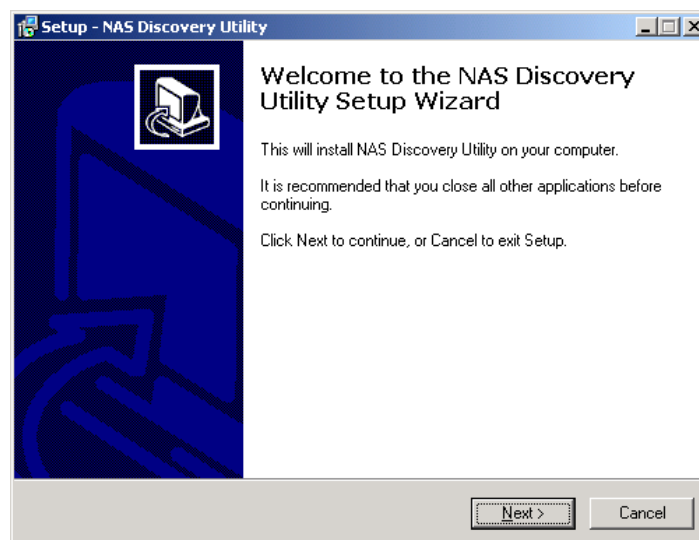 Setup - NAS Discovery Utility
Welcome to the NAS Discovery
Utility Setup Wizard
This will install NAS Discovery Utility on your computer.
It is recommended that you close all other applications before
continuing.
Click Next to continue, or Cancel to exit Setup.
Next >
Cancel